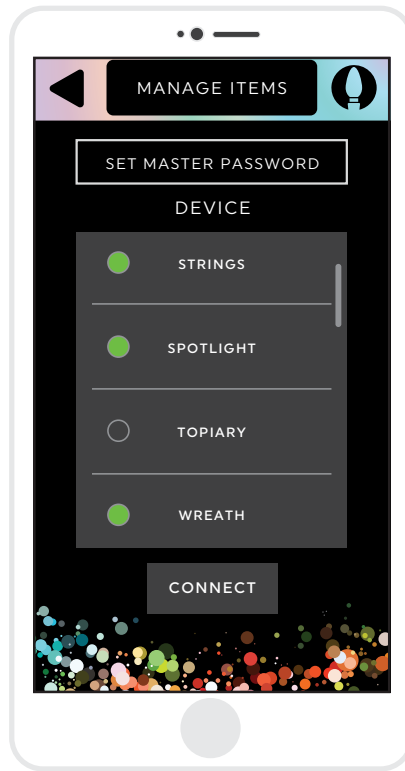 MANAGE ITEMS
SET MASTER PASSWORD
DEVICE
STRINGS
SPOTLIGHT
TOPIARY
WREATH
CONNECT